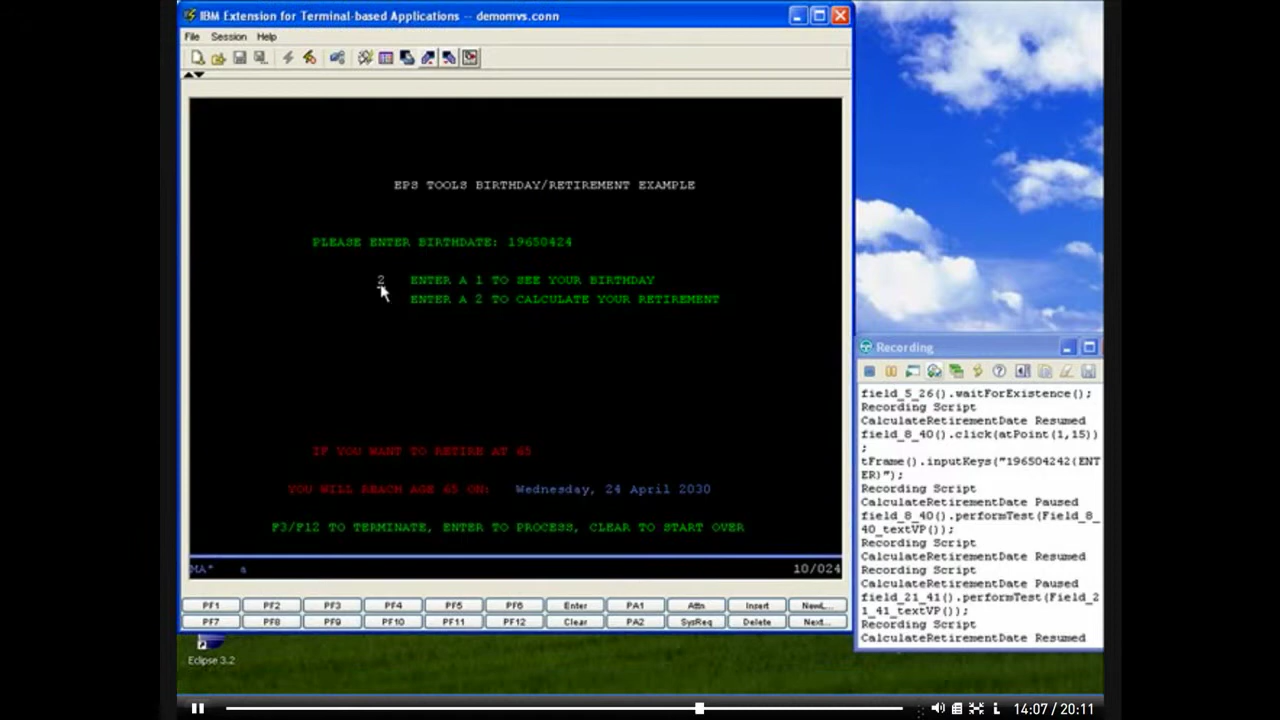 IBM Extension for Terminal-based Applications -- demomvs.conn
File Session Help
EPS TOOLS BIRTHDAY/RETIREMENT EXAMPLE
PLEASE ENTER BIRTHDATE: 19650424
2 ENTER A 1 TO SEE YOUR BIRTHDAY
ENTER A 2 TO CALCULATE YOUR RETIREMENT
IF YOU WANT TO RETIRE AT 65
YOU WILL REACH AGE 65 ON: Wednesday, 24 April 2030
F3/F12 TO TERMINATE, ENTER TO PROCESS, CLEAR TO START OVER
MA* a 10/024
PF1 PF2 PF3 PF4 PF5 PF6 Enter PA1 Attn Insert NewL...
PF7 PF8 PF9 PF10 PF11 PF12 Clear PA2 SysReq Delete Next...
Recording
field_5_26().waitForExistence();
Recording Script
CalculateRetirementDate Resumed
field_8_40().click(atPoint(1,15))
;
tFrame().inputKeys("196504242(ENT
ER)");
Recording Script
CalculateRetirementDate Paused
field_8_40().performTest(Field_8_
40_textVP());
Recording Script
CalculateRetirementDate Resumed
Recording Script
CalculateRetirementDate Paused
field_21_41().performTest(Field_2
1_41_textVP());
Recording Script
CalculateRetirementDate Resumed
Eclipse 3.2
14:07 / 20:11